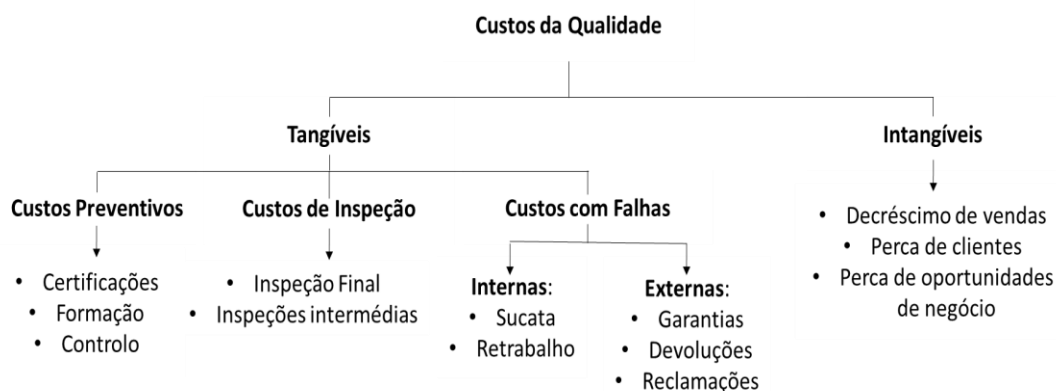 Custos da Qualidade
Tangíveis
Intangíveis
Custos Preventivos
Custos de Inspeção
Custos com Falhas
• Certificações
• Formação
• Controlo
• Inspeção Final
• Inspeções intermédias
Internas:
• Sucata
• Retrabalho
Externas:
• Garantias
• Devoluções
• Reclamações
• Decréscimo de vendas
• Perca de clientes
• Perca de oportunidades
de negócio